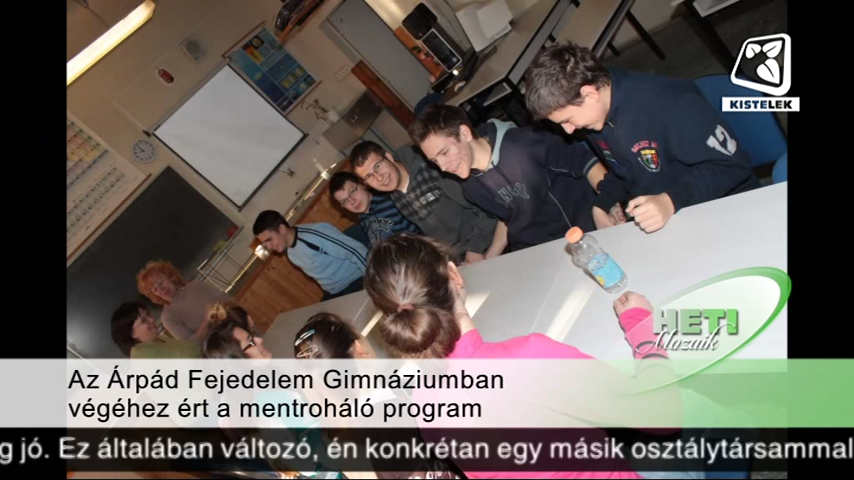 KISTELEK
12
HETI
Mozaik
Az Árpád Fejedelem Gimnáziumban
végéhez ért a mentroháló program
g jó. Ez általában változó, én konkrétan egy másik osztálytársammal